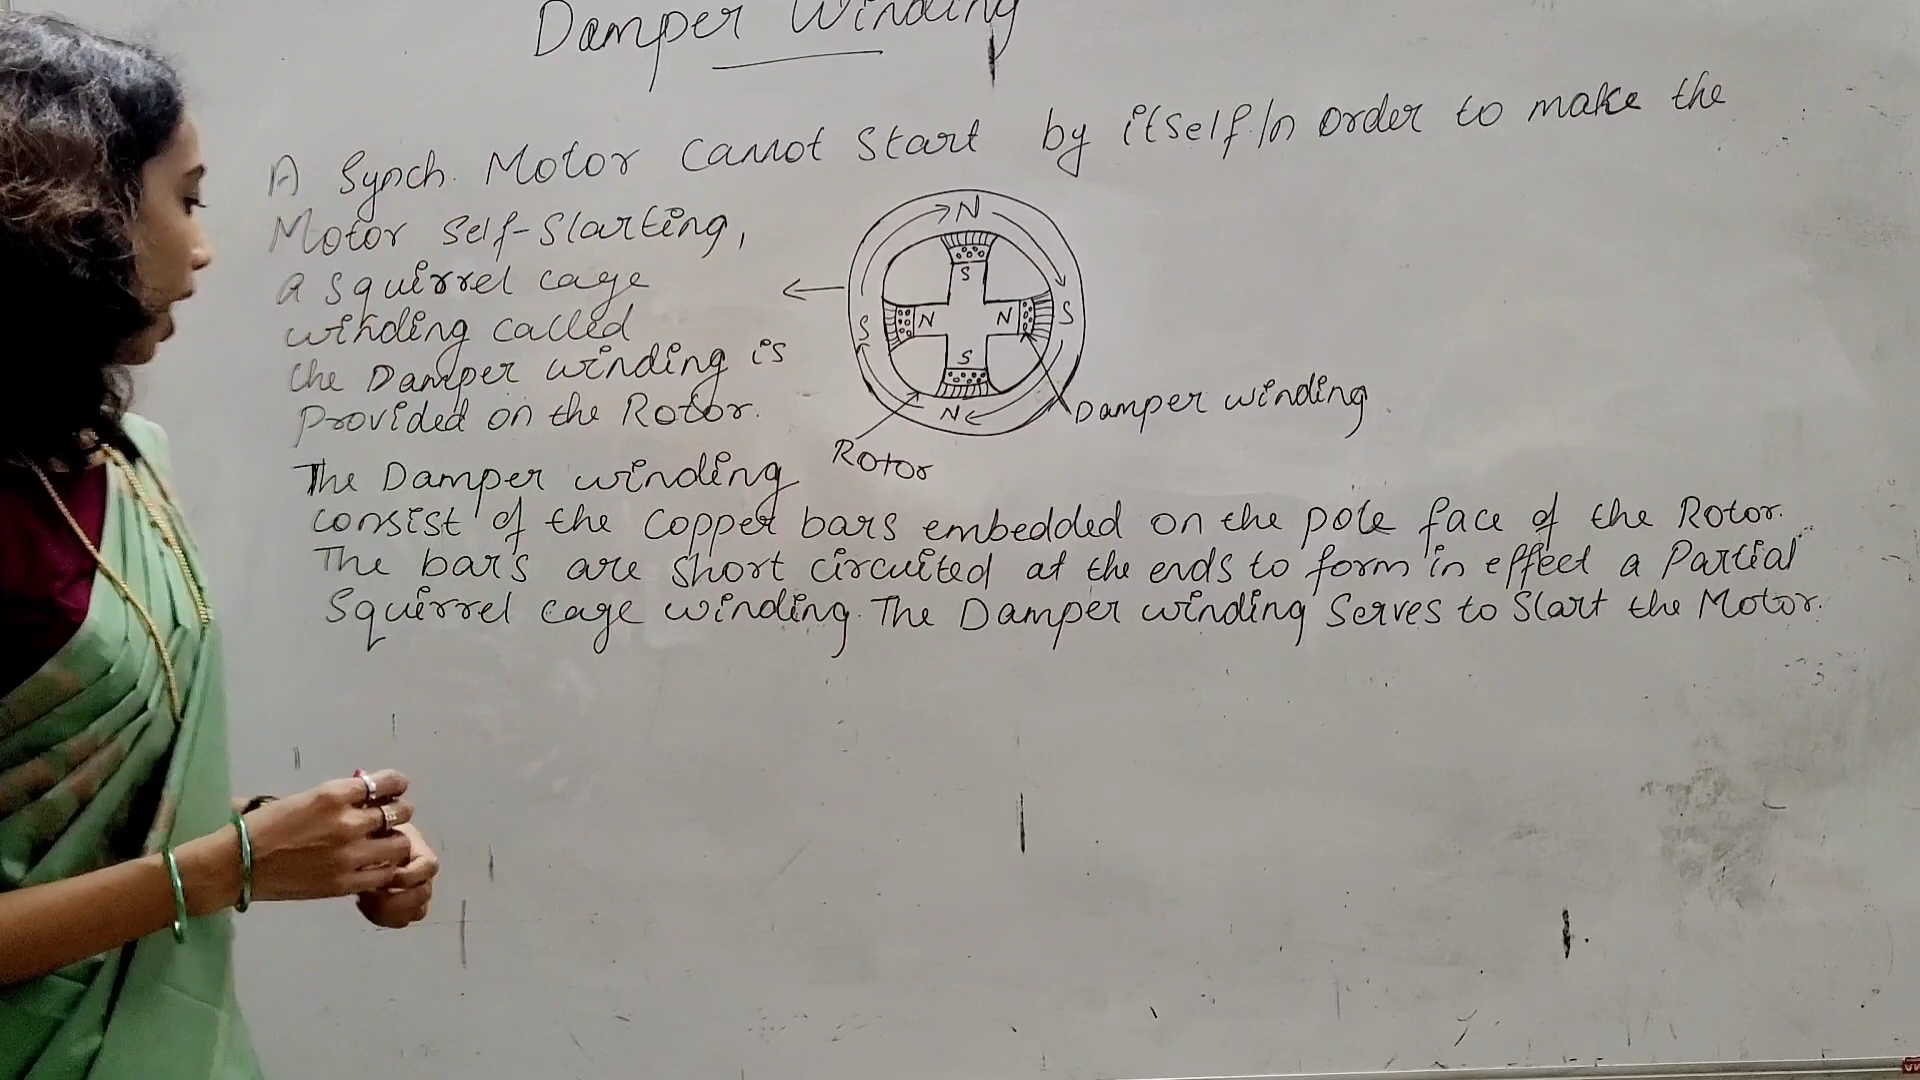 Damper Winding
A Synch. Motor Cannot Start by itself. In order to make the
Motor Self-Starting,
a squirrel cage
winding called
the Damper winding is
Provided on the Rotor.
N
S
S
N
N
S
S
N
Damper winding
Rotor
The Damper winding
consist of the copper bars embedded on the pole face of the Rotor.
The bars are short circuited at the ends to form in effect a Partial
Squirrel cage winding. The Damper winding Serves to Start the Motor.